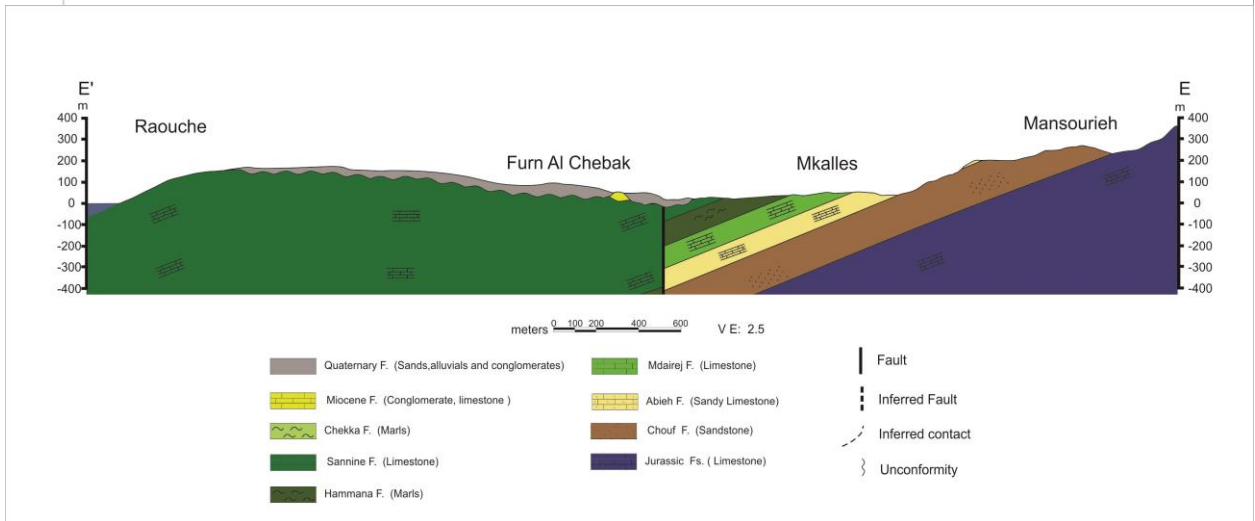 E'
m
400
300
200
100
0
-100
-200
-300
-400
Raouche
Furn Al Chebak
Mkalles
Mansourieh
E
m
400
300
200
100
0
-100
-200
-300
-400
meters 0 100 200 400 600 V E: 2.5
Quaternary F. (Sands,alluvials and conglomerates)
Miocene F. (Conglomerate, limestone )
Chekka F. (Marls)
Sannine F. (Limestone)
Hammana F. (Marls)
Mdairej F. (Limestone)
Abieh F. (Sandy Limestone)
Chouf F. (Sandstone)
Jurassic Fs. ( Limestone)
Fault
Inferred Fault
Inferred contact
Unconformity